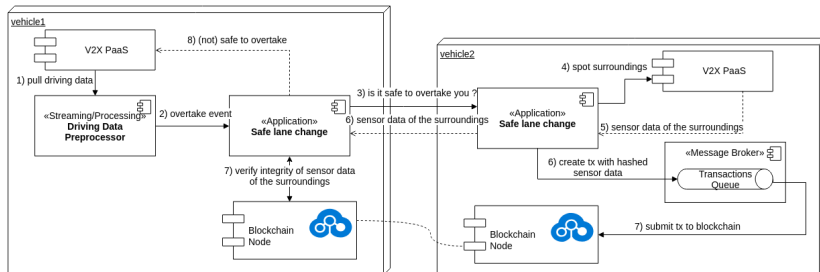 vehicle1
V2X PaaS
8) (not) safe to overtake
1) pull driving data
«Streaming/Processing»
Driving Data
Preprocessor
2) overtake event
«Application»
Safe lane change
3) is it safe to overtake you ?
6) sensor data of the surroundings
7) verify integrity of sensor data
of the surroundings
Blockchain
Node
vehicle2
4) spot surroundings
V2X PaaS
«Application»
Safe lane change
5) sensor data of the surroundings
6) create tx with hashed
sensor data
«Message Broker»
Transactions
Queue
7) submit tx to blockchain
Blockchain
Node